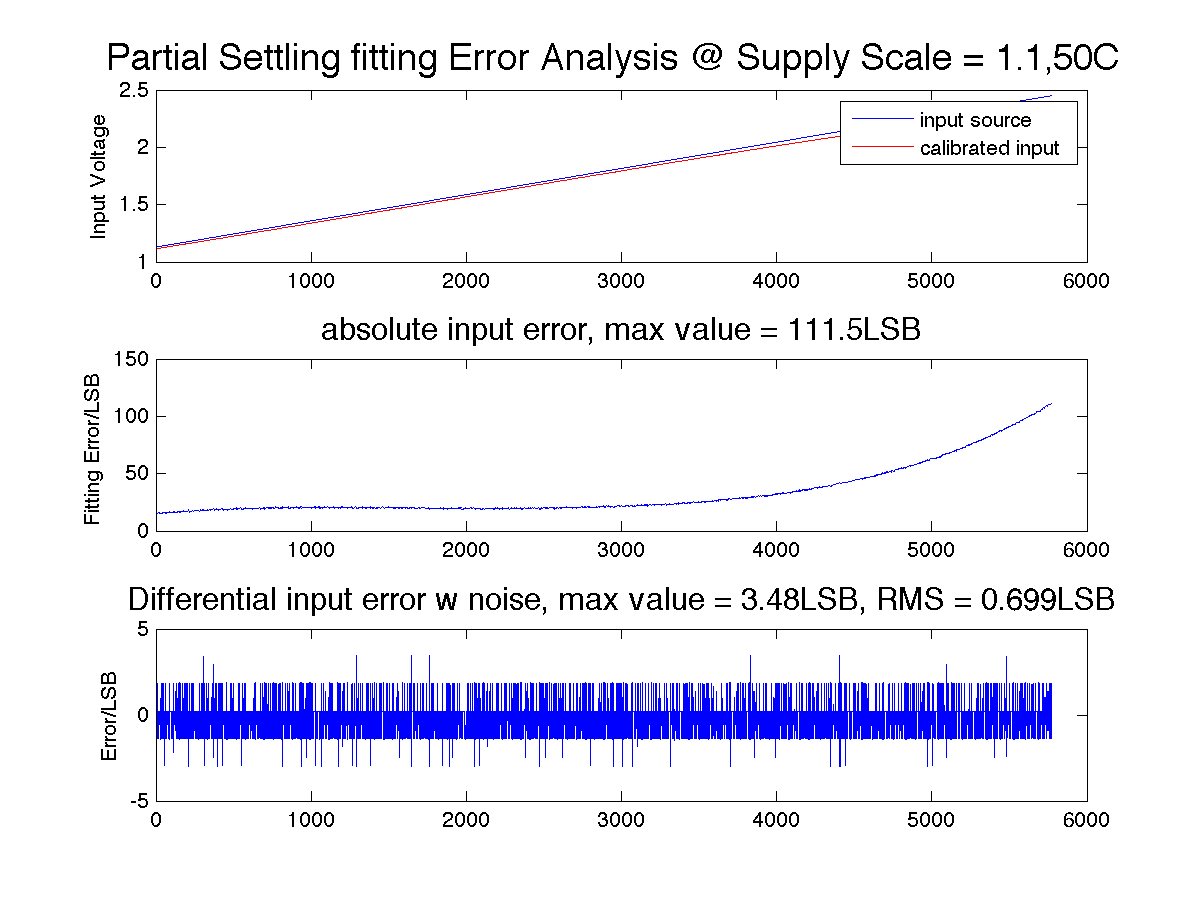 Partial Settling fitting Error Analysis @ Supply Scale = 1.1,50C
2.5
2
1.5
1
Input Voltage
input source
calibrated input
0 1000 2000 3000 4000 5000 6000
absolute input error, max value = 111.5LSB
150
100
50
0
Fitting Error/LSB
0 1000 2000 3000 4000 5000 6000
Differential input error w noise, max value = 3.48LSB, RMS = 0.699LSB
5
0
-5
Error/LSB
0 1000 2000 3000 4000 5000 6000